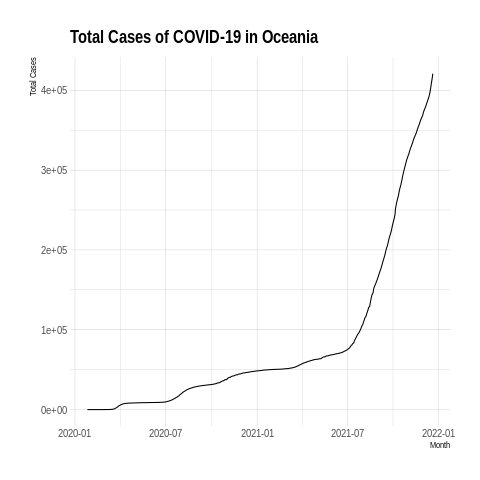 Total Cases of COVID-19 in Oceania
Total Cases
4e+05
3e+05
2e+05
1e+05
0e+00
2020-01 2020-07 2021-01 2021-07 2022-01
Month